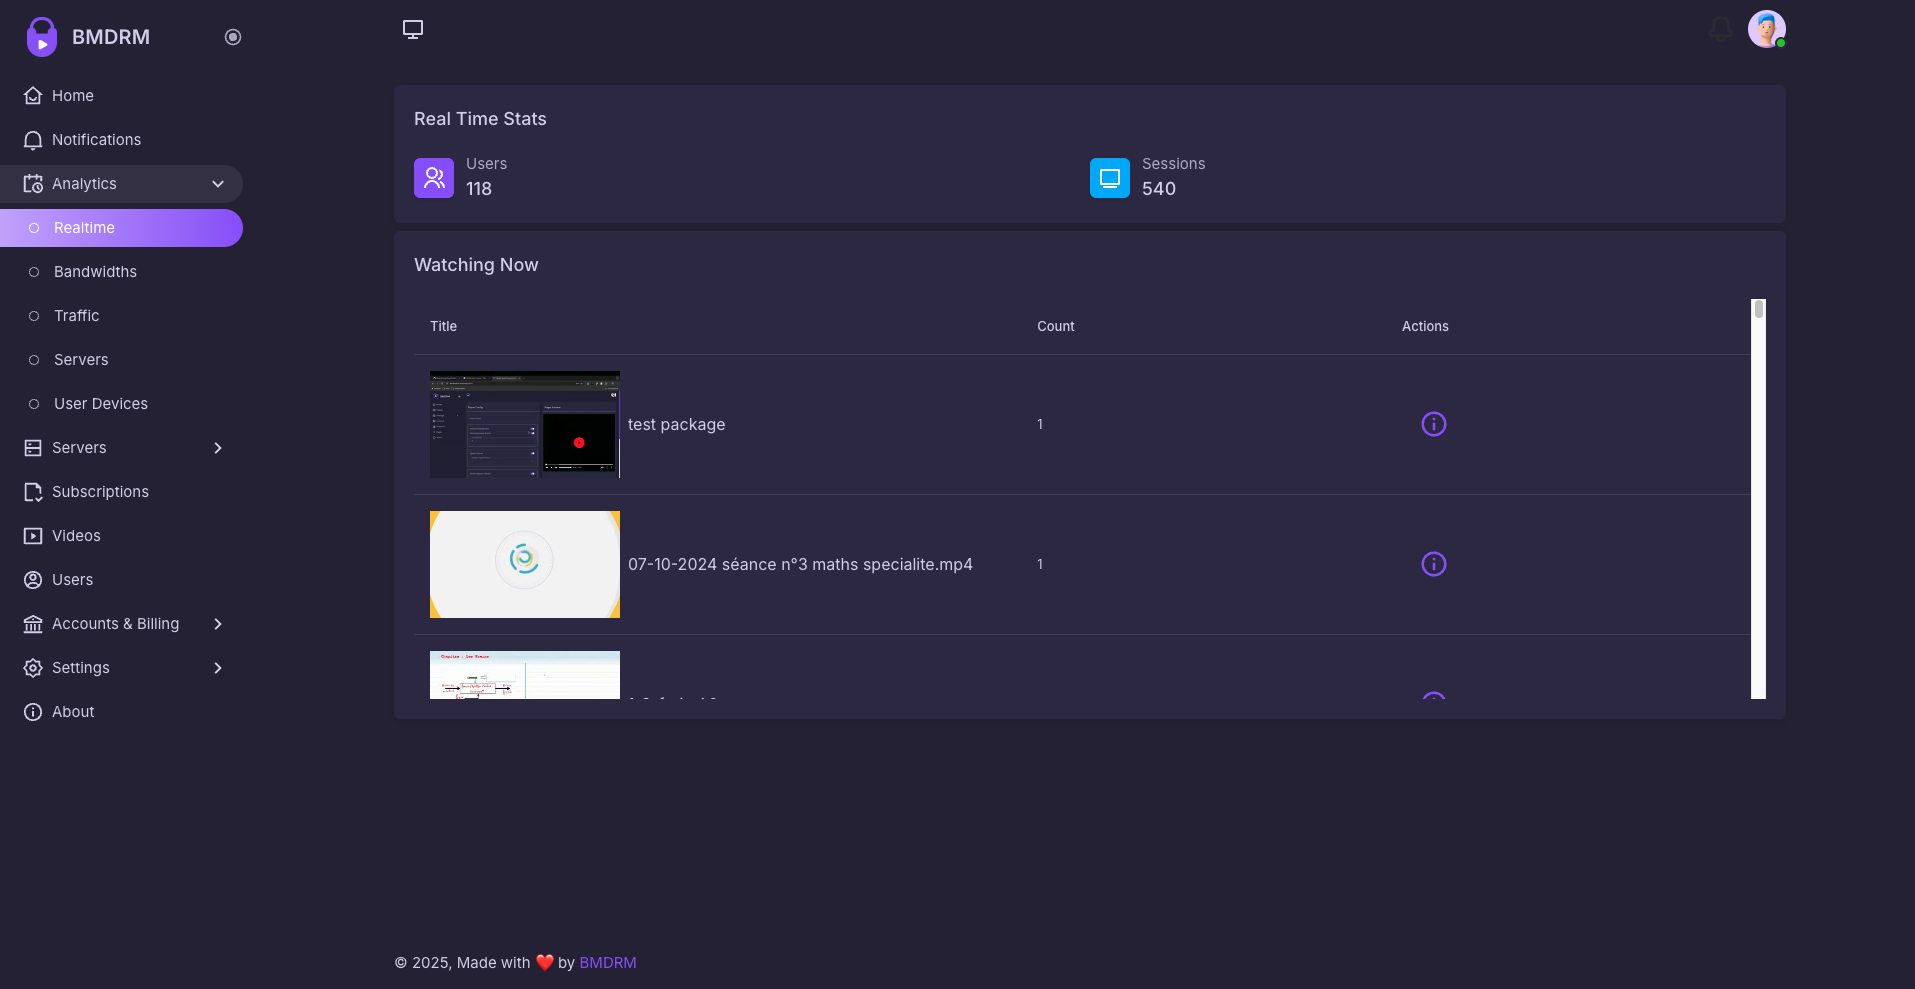 BMDRM
Home
Notifications
Analytics
Realtime
Bandwidths
Traffic
Servers
User Devices
Servers
Subscriptions
Videos
Users
Accounts & Billing
Settings
About
Real Time Stats
Users
118
Sessions
540
Watching Now
Title Count Actions
test package 1
07-10-2024 séance n°3 maths specialite.mp4 1
© 2025, Made with ❤️ by BMDRM